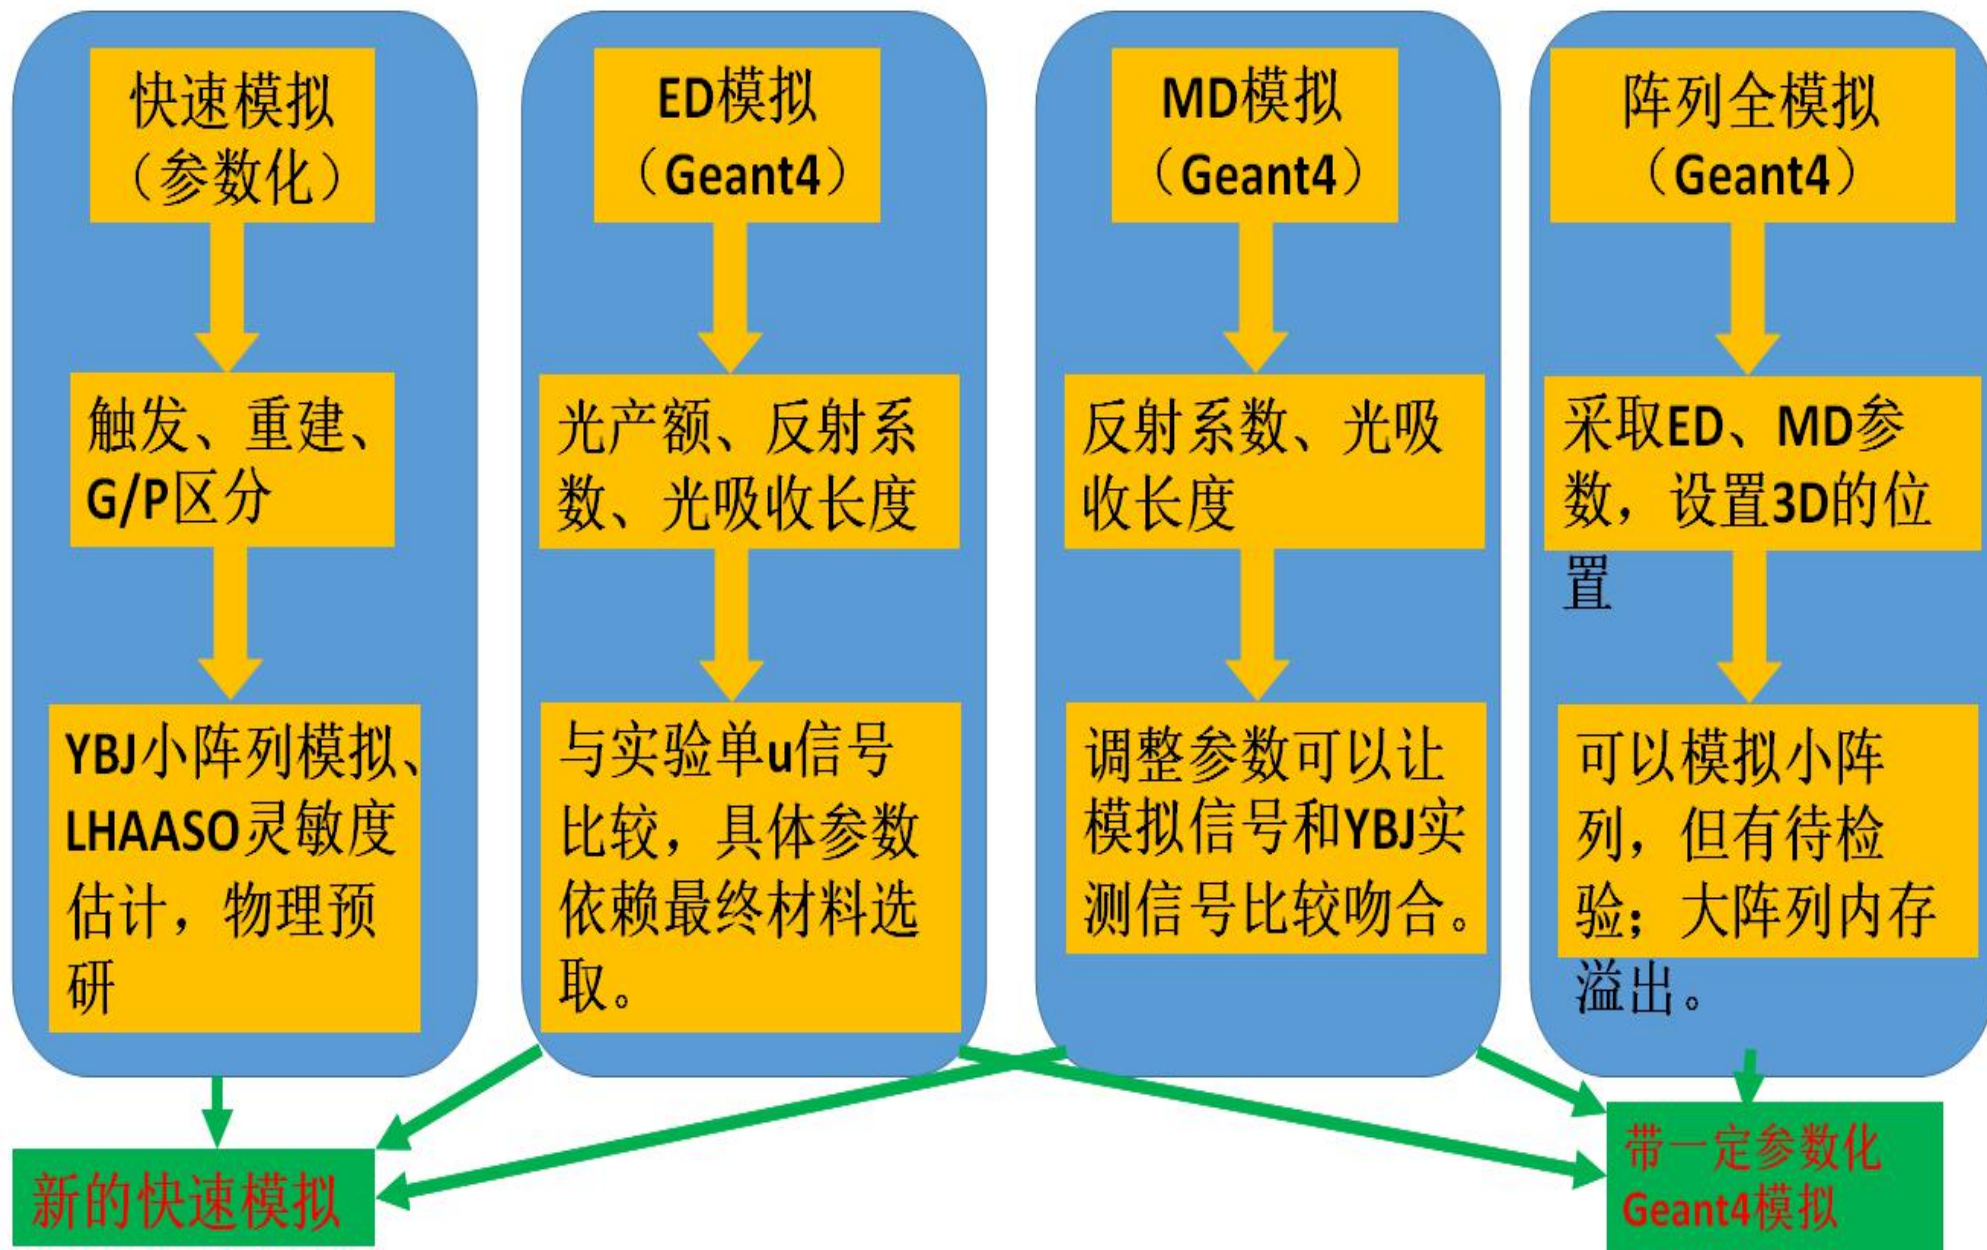 快速模拟
（参数化）
触发、重建、
G/P区分
YBJ小阵列模拟、
LHAASO灵敏度
估计，物理预
研
ED模拟
（Geant4）
光产额、反射系
数、光吸收长度
与实验单u信号
比较，具体参数
依赖最终材料选
取。
MD模拟
（Geant4）
反射系数、光吸
收长度
调整参数可以让
模拟信号和YBJ实
测信号比较吻合。
阵列全模拟
（Geant4）
采取ED、MD参
数，设置3D的位
置
可以模拟小阵
列，但有待检
验；大阵列内存
溢出。
新的快速模拟
带一定参数化
Geant4模拟